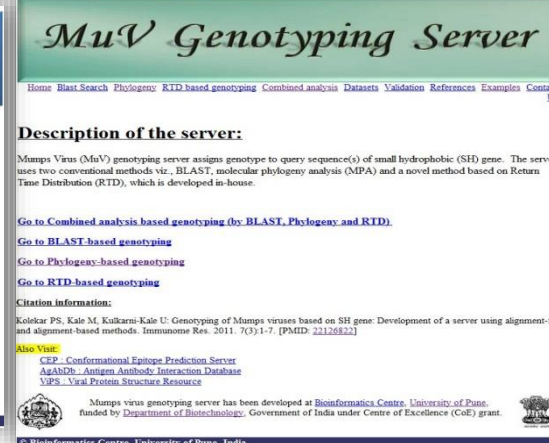 MuV Genotyping Server
Home Blast Search Phylogeny RTD based genotyping Combined analysis Datasets Validation References Examples
Description of the server:
Mumps Virus (MuV) genotyping server assigns genotype to query sequence(s) of small hydrophobic (SH) gene. The
uses two conventional methods viz., BLAST, molecular phylogeny analysis (MPA) and a novel method based on Return
Time Distribution (RTD), which is developed in-house.
Go to Combined analysis based genotyping (by BLAST, Phylogeny and RTD)
Go to BLAST-based genotyping
Go to Phylogeny-based genotyping
Go to RTD-based genotyping
Citation information:
Kolekar PS, Kale M, Kulkarni-Kale U: Genotyping of Mumps viruses based on SH gene: Development of a server using alignment-
and alignment-based methods. Immunome Res. 2011. 7(3):1-7. [PMID: 22126822]
Also Visit:
CEP : Conformational Epitope Prediction Server
AgAbDb : Antigen Antibody Interaction Database
ViPS : Viral Protein Structure Resource
Mumps virus genotyping server has been developed at Bioinformatics Centre, University of Pune,
funded by Department of Biotechnology, Government of India under Centre of Excellence (CoE) grant.
© Bioinformatics Centre, University of Pune, India